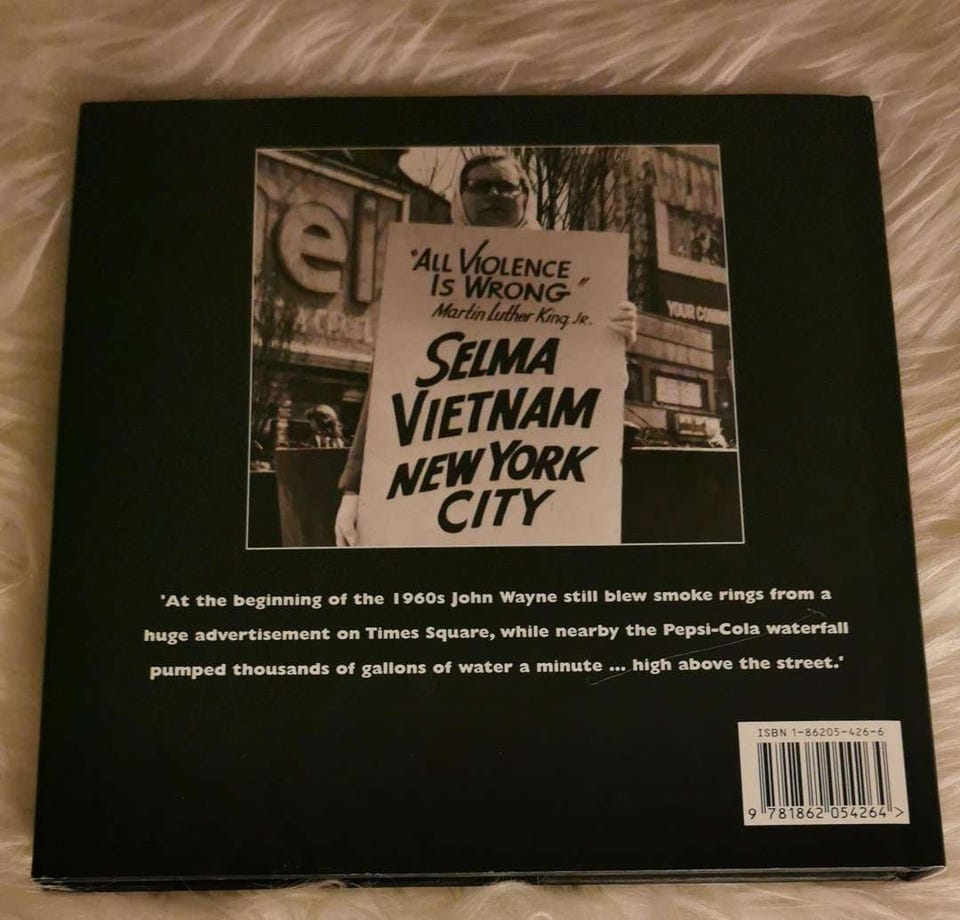 el
"ALL VIOLENCE
IS WRONG"
Martin Luther King Jr.
SELMA
VIETNAM
NEW YORK
CITY
YOUR
'At the beginning of the 1960s John Wayne still blew smoke rings from a
huge advertisement on Times Square, while nearby the Pepsi-Cola waterfall
pumped thousands of gallons of water a minute ... high above the street.'
ISBN 1-86205-426-6
9 781862 054264 >